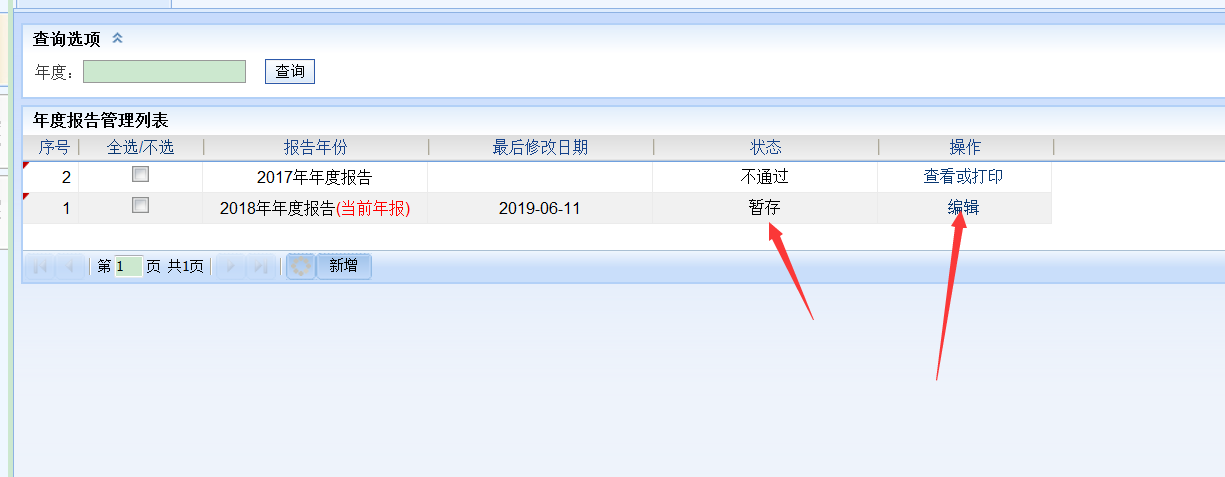 查询选项
年度： 查询
年度报告管理列表
序号 全选/不选 报告年份 最后修改日期 状态 操作
2 2017年年度报告 不通过 查看或打印
1 2018年年度报告(当前年报) 2019-06-11 暂存 编辑
第 1 页 共1页 新增